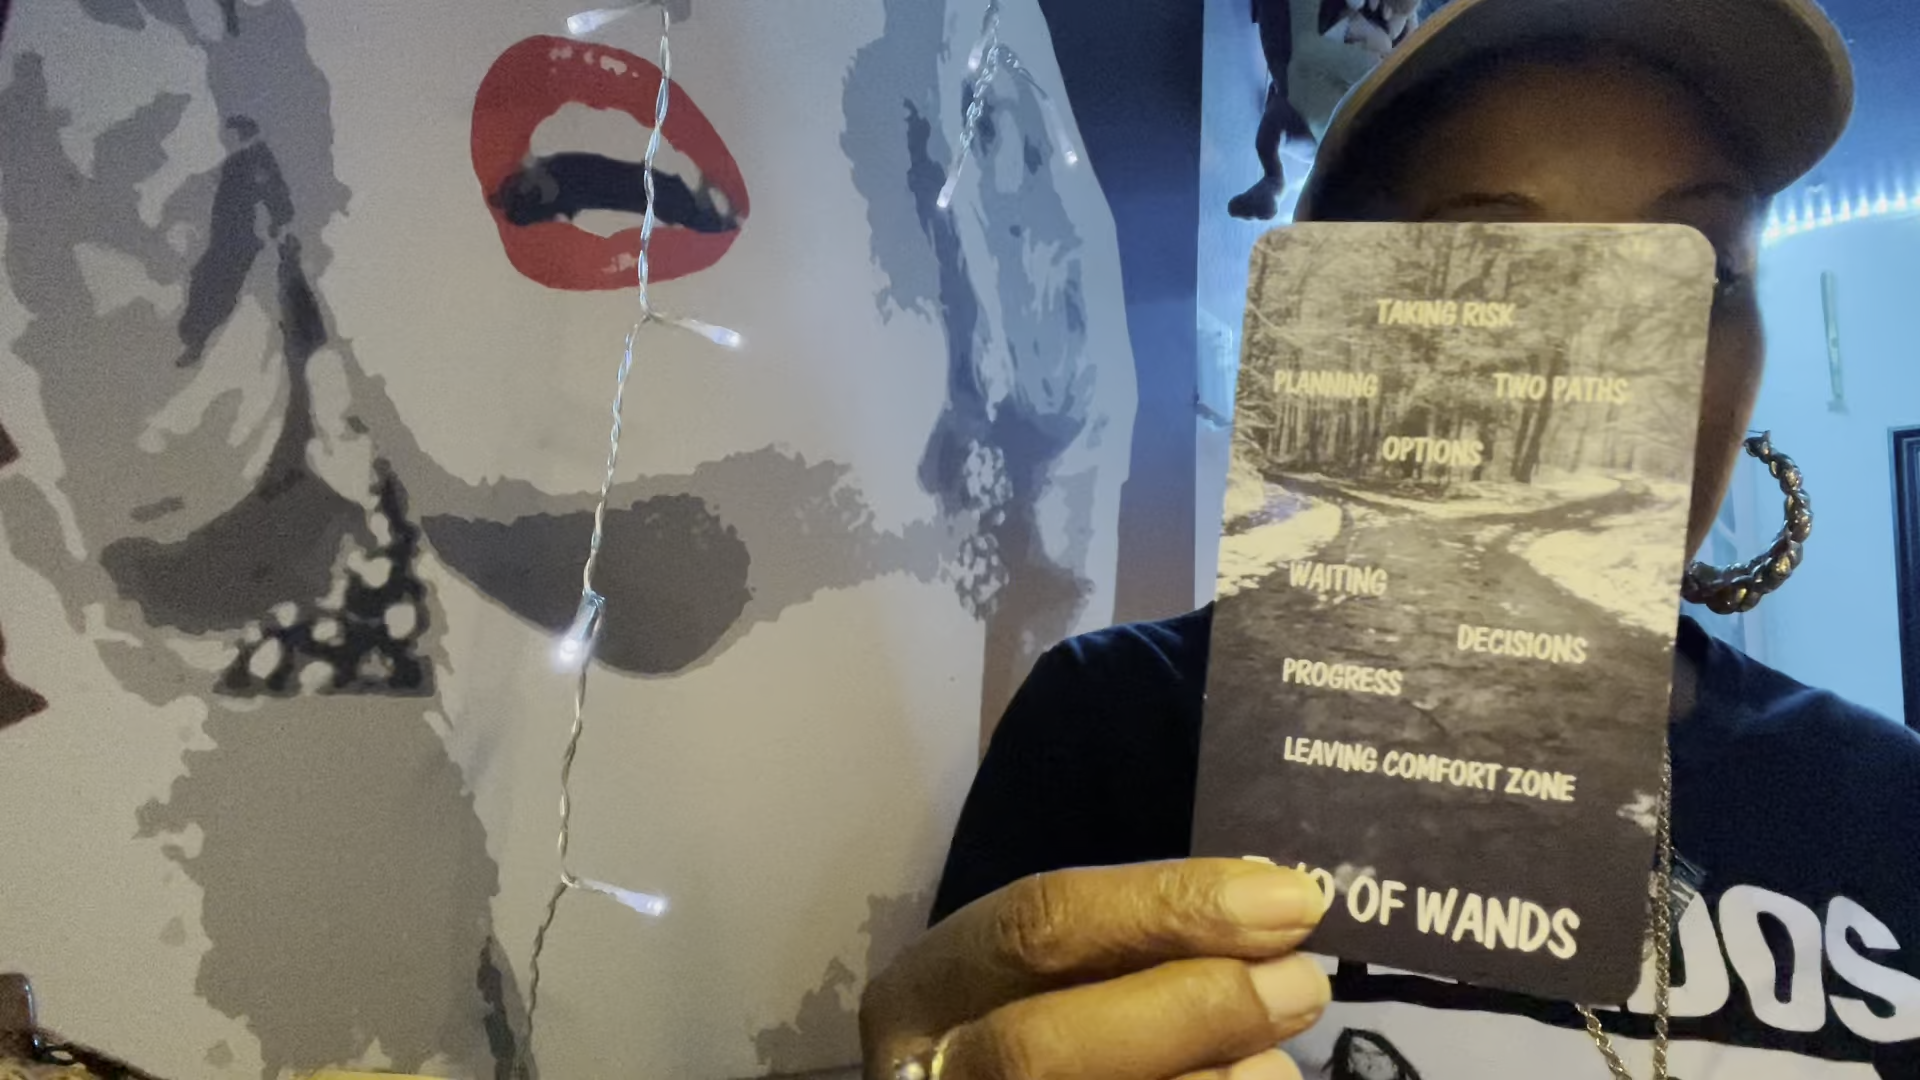 TAKING RISK
PLANNING
TWO PATHS
OPTIONS
WAITING
DECISIONS
PROGRESS
LEAVING COMFORT ZONE
OF WANDS